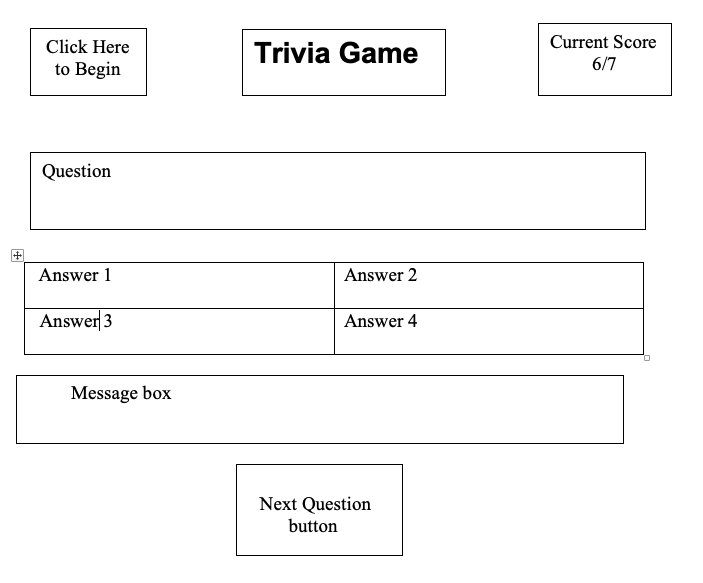 Click Here
to Begin
Trivia Game
Current Score
6/7
Question
Answer 1
Answer 2
Answer 3
Answer 4
Message box
Next Question
button